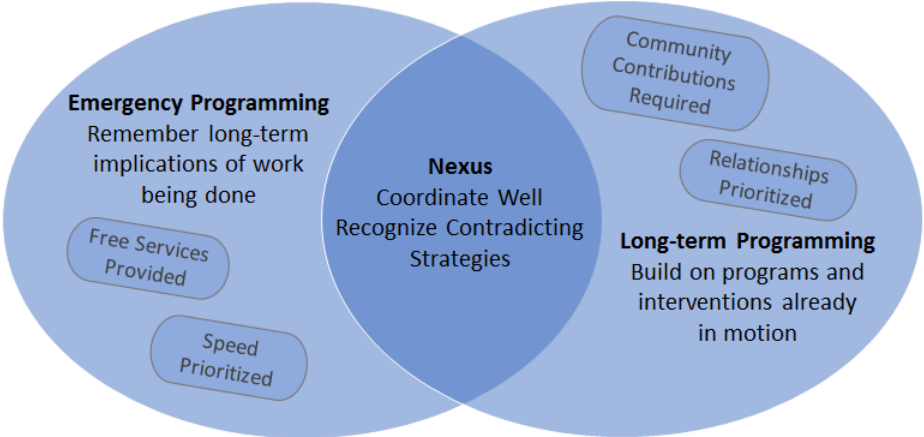 Emergency Programming
Remember long-term
implications of work
being done
Free Services
Provided
Speed
Prioritized
Nexus
Coordinate Well
Recognize Contradicting
Strategies
Community
Contributions
Required
Relationships
Prioritized
Long-term Programming
Build on programs and
interventions already
in motion